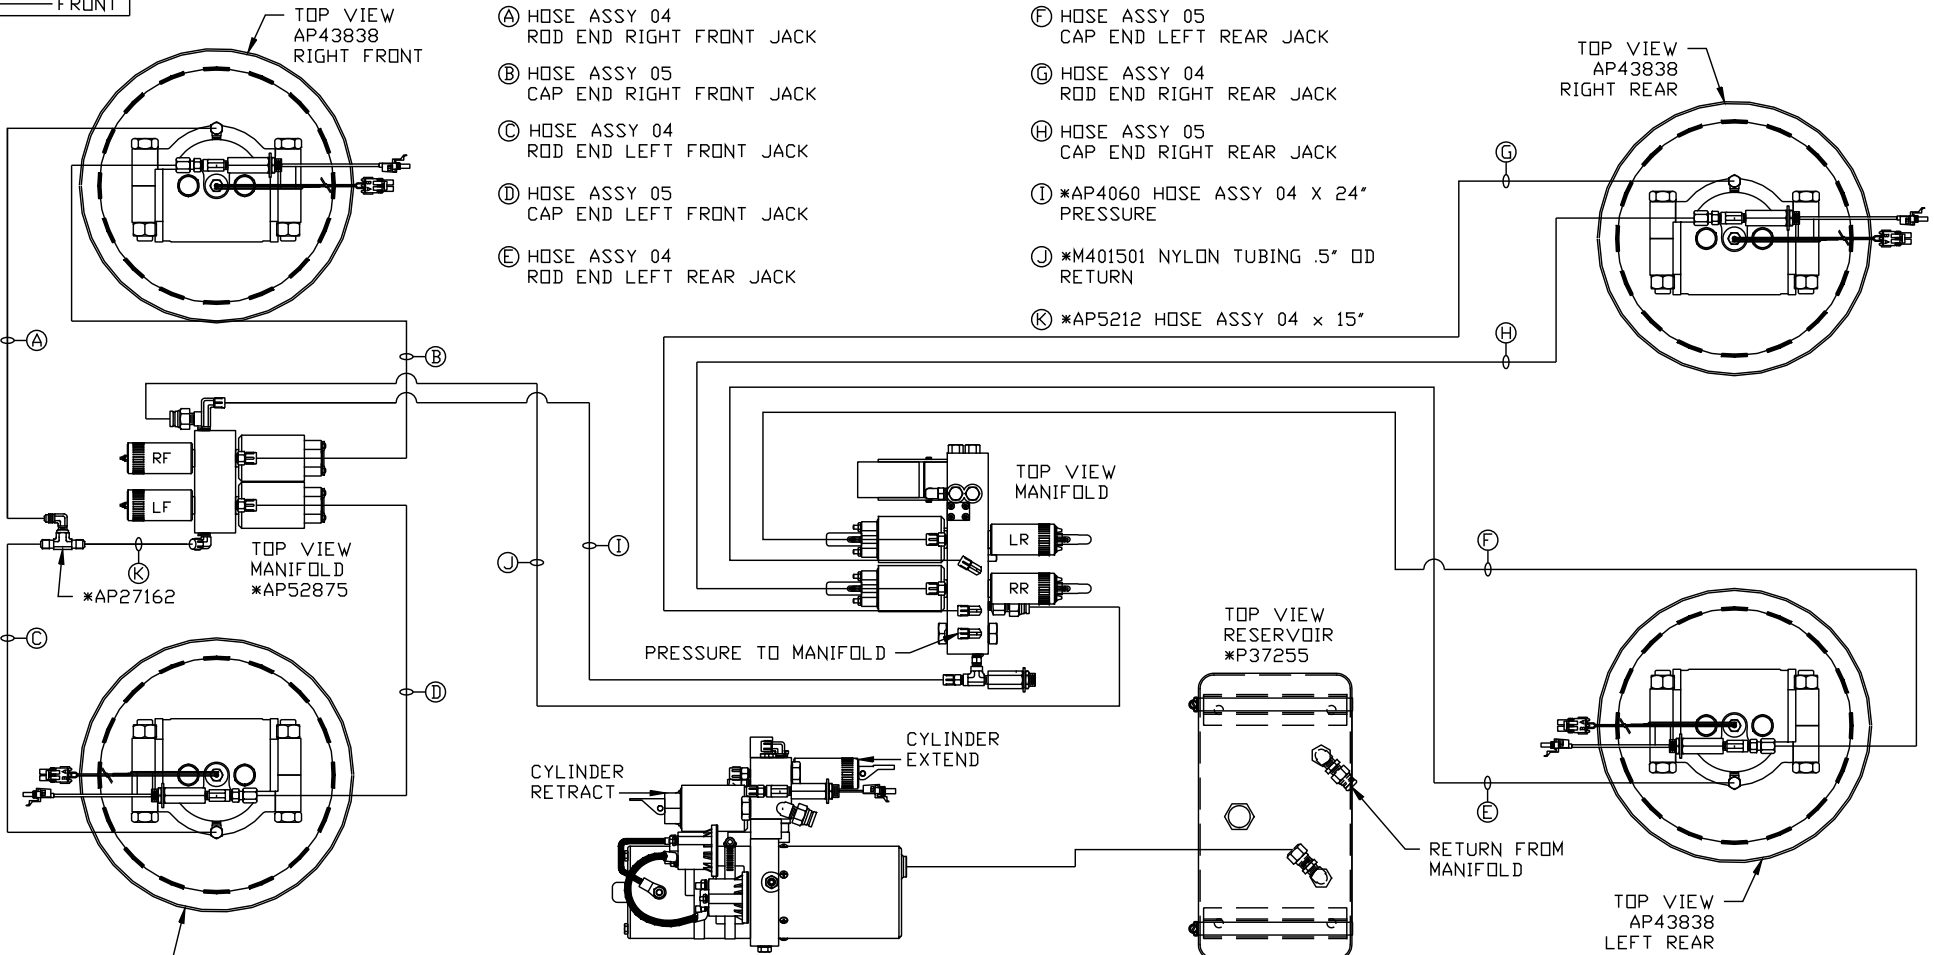 FRONT
TOP VIEW
AP43838
RIGHT FRONT
Ⓐ HOSE ASSY 04
ROD END RIGHT FRONT JACK
Ⓑ HOSE ASSY 05
CAP END RIGHT FRONT JACK
Ⓒ HOSE ASSY 04
ROD END LEFT FRONT JACK
Ⓓ HOSE ASSY 05
CAP END LEFT FRONT JACK
Ⓔ HOSE ASSY 04
ROD END LEFT REAR JACK
Ⓕ HOSE ASSY 05
CAP END LEFT REAR JACK
Ⓖ HOSE ASSY 04
ROD END RIGHT REAR JACK
Ⓗ HOSE ASSY 05
CAP END RIGHT REAR JACK
Ⓘ *AP4060 HOSE ASSY 04 X 24"
PRESSURE
Ⓙ *M401501 NYLON TUBING .5" OD
RETURN
Ⓚ *AP5212 HOSE ASSY 04 x 15"
TOP VIEW
AP43838
RIGHT REAR
Ⓖ
Ⓗ
Ⓐ
Ⓑ
RF
LF
TOP VIEW
MANIFOLD
*AP52875
Ⓚ
*AP27162
Ⓒ
Ⓓ
Ⓙ
Ⓘ
TOP VIEW
MANIFOLD
LR
RR
PRESSURE TO MANIFOLD
Ⓕ
TOP VIEW
RESERVOIR
*P37255
CYLINDER
EXTEND
CYLINDER
RETRACT
Ⓔ
RETURN FROM
MANIFOLD
TOP VIEW
AP43838
LEFT REAR